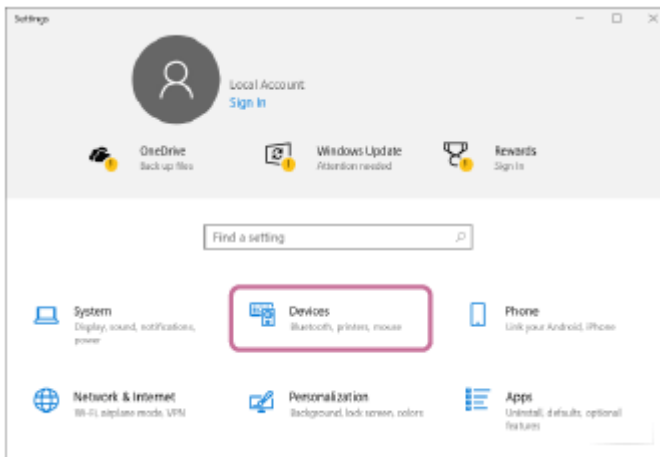 Settings
Local Account
Sign In
OneDrive
Back up files
Windows Update
Attention needed
Rewards
Sign In
Find a setting
System
Display, sound, notifications,
power
Devices
Bluetooth, printers, mouse
Phone
Link your Android, iPhone
Network & Internet
Wi-Fi, airplane mode, VPN
Personalization
Background, lock screen, colors
Apps
Uninstall, defaults, optional
features